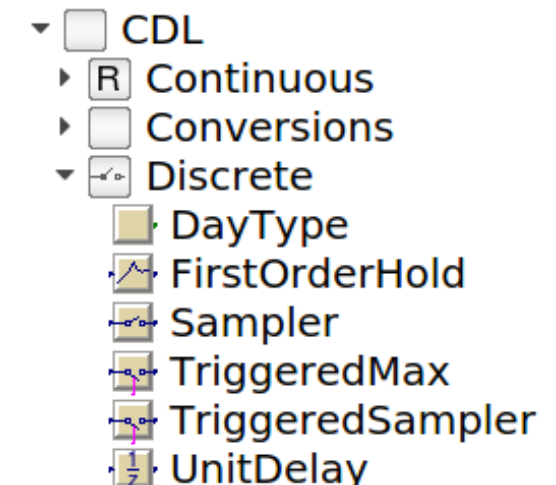 CDL
R Continuous
Conversions
Discrete
DayType
FirstOrderHold
Sampler
TriggeredMax
TriggeredSampler
1/z UnitDelay